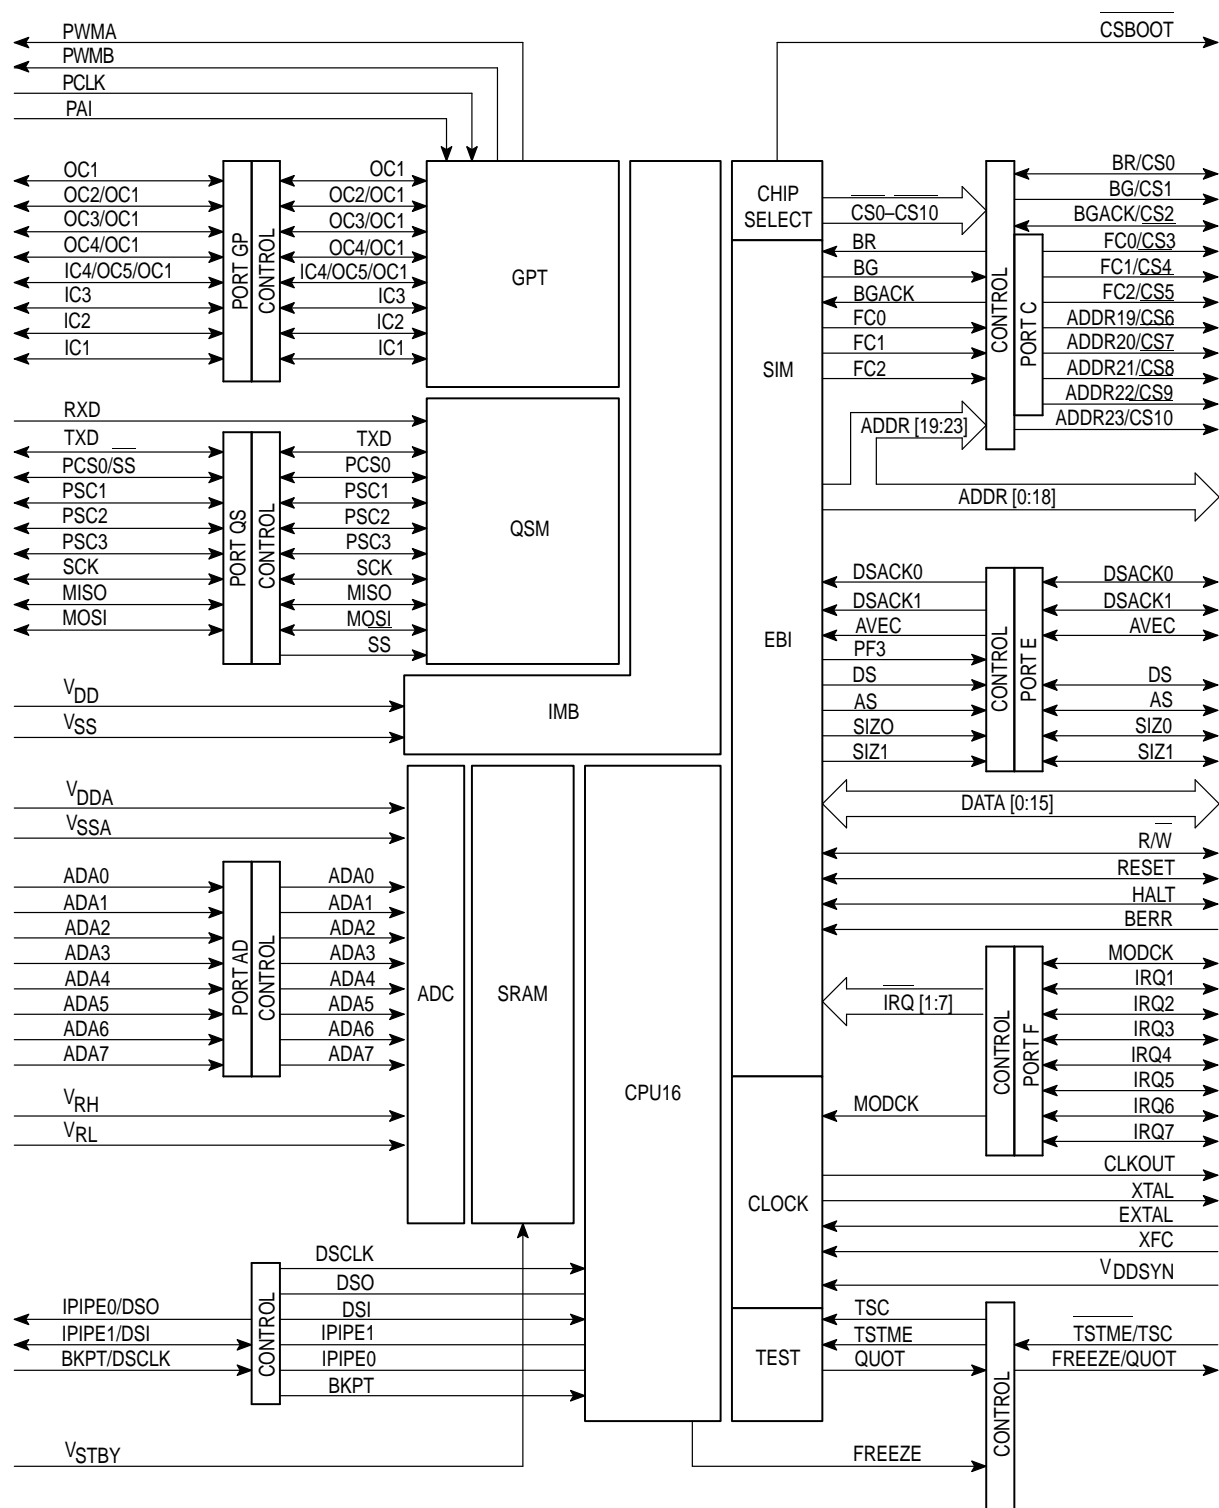 PWMA
PWMB
PCLK
PAI
CSBOOT
OC1
OC2/OC1
OC3/OC1
OC4/OC1
IC4/OC5/OC1
IC3
IC2
IC1
PORT GP
CONTROL
OC1
OC2/OC1
OC3/OC1
OC4/OC1
IC4/OC5/OC1
IC3
IC2
IC1
GPT
RXD
TXD
PCS0/SS
PSC1
PSC2
PSC3
SCK
MISO
MOSI
PORT QS
CONTROL
TXD
PCS0
PSC1
PSC2
PSC3
SCK
MISO
MOSI
SS
QSM
VDD
VSS
IMB
VDDA
VSSA
ADA0
ADA1
ADA2
ADA3
ADA4
ADA5
ADA6
ADA7
PORT AD
CONTROL
ADA0
ADA1
ADA2
ADA3
ADA4
ADA5
ADA6
ADA7
VRH
VRL
ADC
SRAM
CPU16
IPIPE0/DSO
IPIPE1/DSI
BKPT/DSCLK
CONTROL
DSCLK
DSO
DSI
IPIPE1
IPIPE0
BKPT
VSTBY
CHIP
SELECT
SIM
EBI
CLOCK
TEST
CS0–CS10
BR
BG
BGACK
FC0
FC1
FC2
ADDR [19:23]
CONTROL
PORT C
BR/CS0
BG/CS1
BGACK/CS2
FC0/CS3
FC1/CS4
FC2/CS5
ADDR19/CS6
ADDR20/CS7
ADDR21/CS8
ADDR22/CS9
ADDR23/CS10
ADDR [0:18]
DSACK0
DSACK1
AVEC
PF3
DS
AS
SIZO
SIZ1
CONTROL
PORT E
DSACK0
DSACK1
AVEC
DS
AS
SIZ0
SIZ1
DATA [0:15]
R/W
RESET
HALT
BERR
IRQ [1:7]
MODCK
CONTROL
PORT F
MODCK
IRQ1
IRQ2
IRQ3
IRQ4
IRQ5
IRQ6
IRQ7
CLKOUT
XTAL
EXTAL
XFC
VDDSYN
TSC
TSTME
QUOT
FREEZE
CONTROL
TSTME/TSC
FREEZE/QUOT